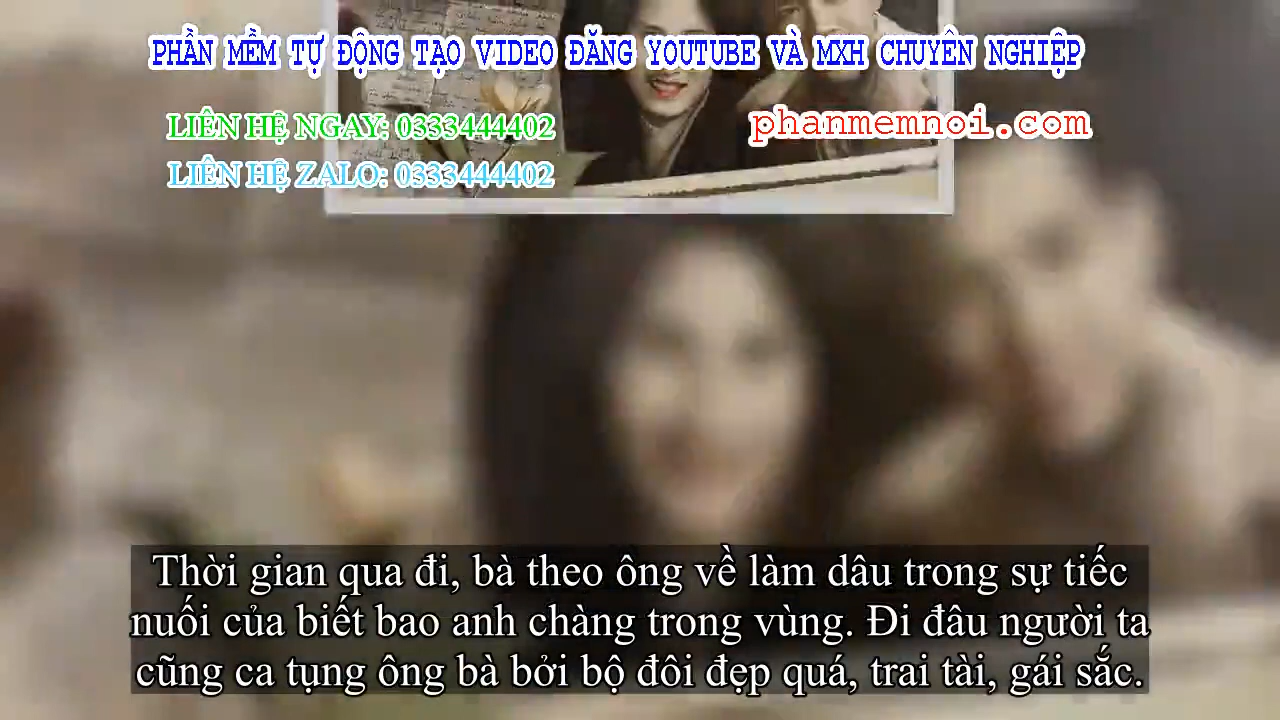 PHẦN MỀM TỰ ĐỘNG TẠO VIDEO ĐĂNG YOUTUBE VÀ MXH CHUYÊN NGHIỆP
LIÊN HỆ NGAY: 0333444402
phanmemnoi.com
LIÊN HỆ ZALO: 0333444402
Thời gian qua đi, bà theo ông về làm dâu trong sự tiếc
nuối của biết bao anh chàng trong vùng. Đi đâu người ta
cũng ca tụng ông bà bởi bộ đôi đẹp quá, trai tài, gái sắc.